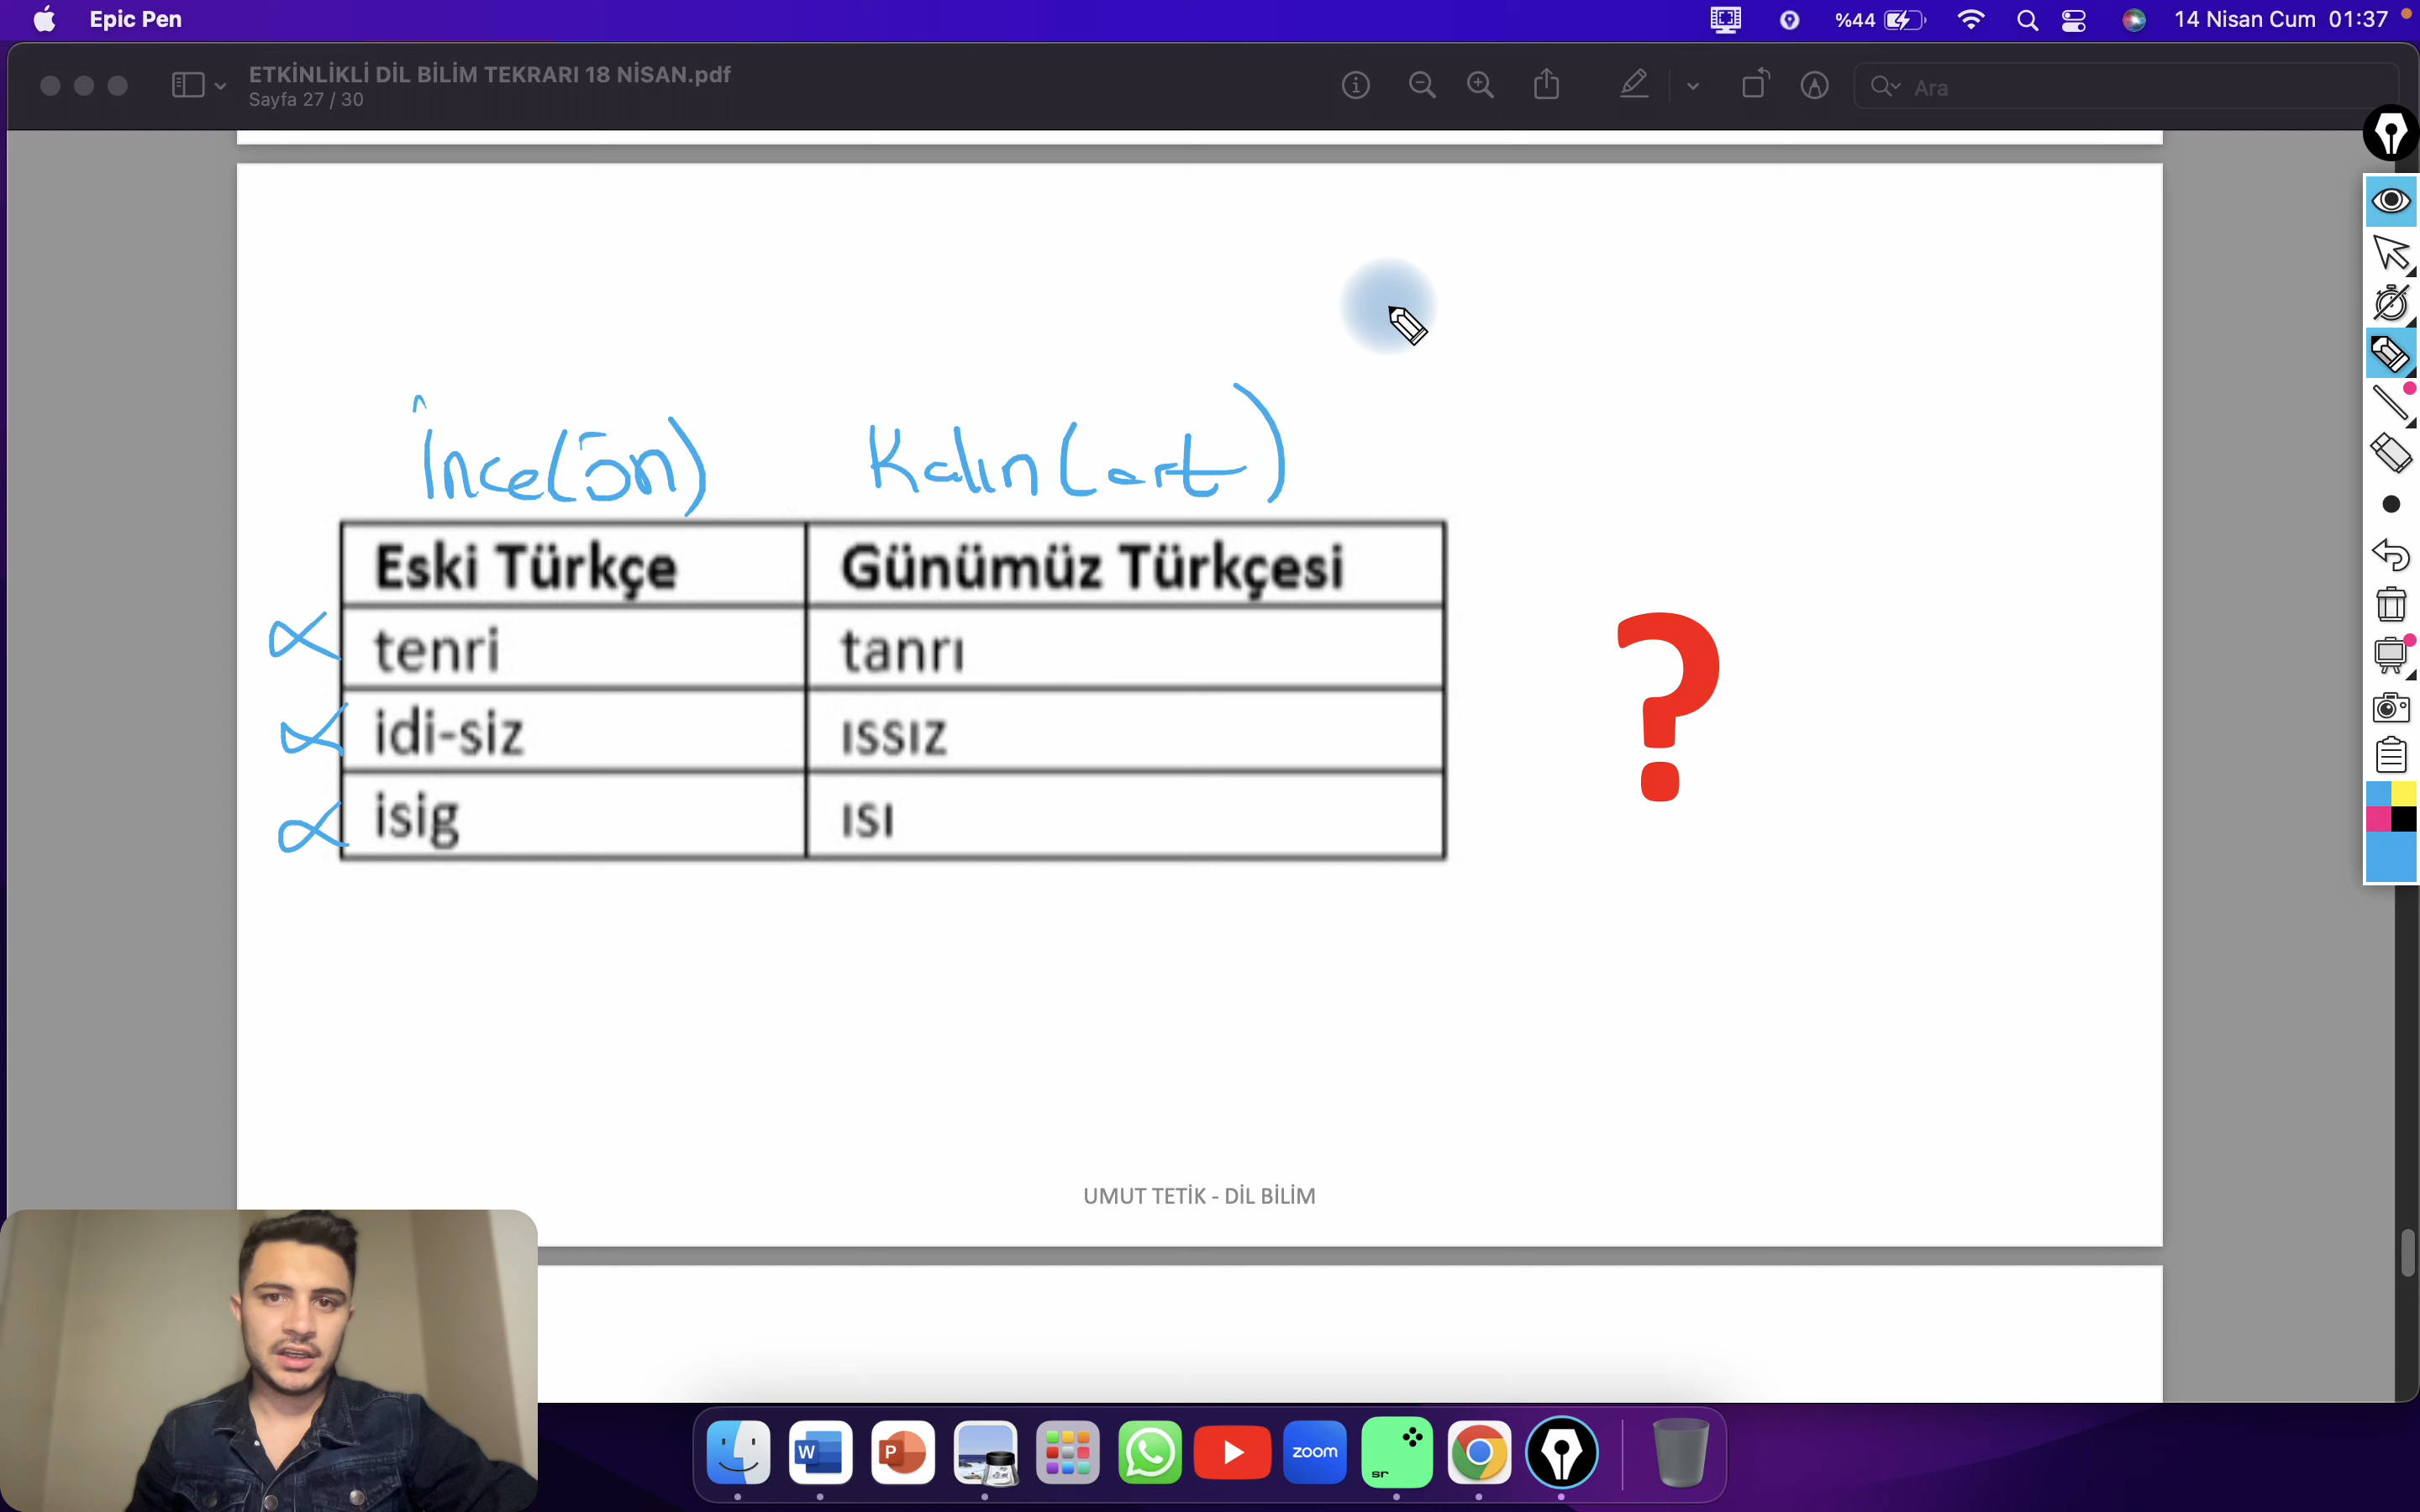 Epic Pen
%44
14 Nisan Cum 01:37
ETKİNLİKLİ DİL BİLİM TEKRARI 18 NİSAN.pdf
Sayfa 27 / 30
Ara
İnce(ön) Kalın(art)
Eski Türkçe Günümüz Türkçesi
tenri tanrı
idi-siz ıssız
isig ısı
?
UMUT TETİK - DİL BİLİM
W
P
zoom
sr